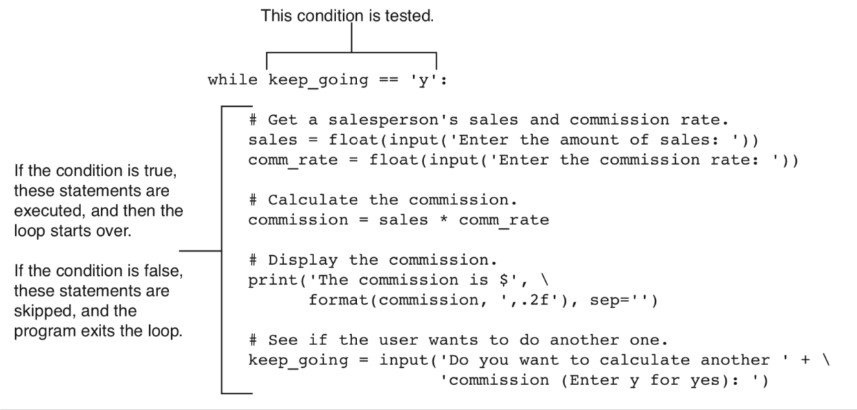 This condition is tested.
while keep_going == 'y':
# Get a salesperson's sales and commission rate.
sales = float(input('Enter the amount of sales: '))
comm_rate = float(input('Enter the commission rate: '))
# Calculate the commission.
commission = sales * comm_rate
# Display the commission.
print('The commission is $', \
format(commission, ',.2f'), sep='')
# See if the user wants to do another one.
keep_going = input('Do you want to calculate another ' + \
'commission (Enter y for yes): ')
If the condition is true,
these statements are
executed, and then the
loop starts over.
If the condition is false,
these statements are
skipped, and the
program exits the loop.